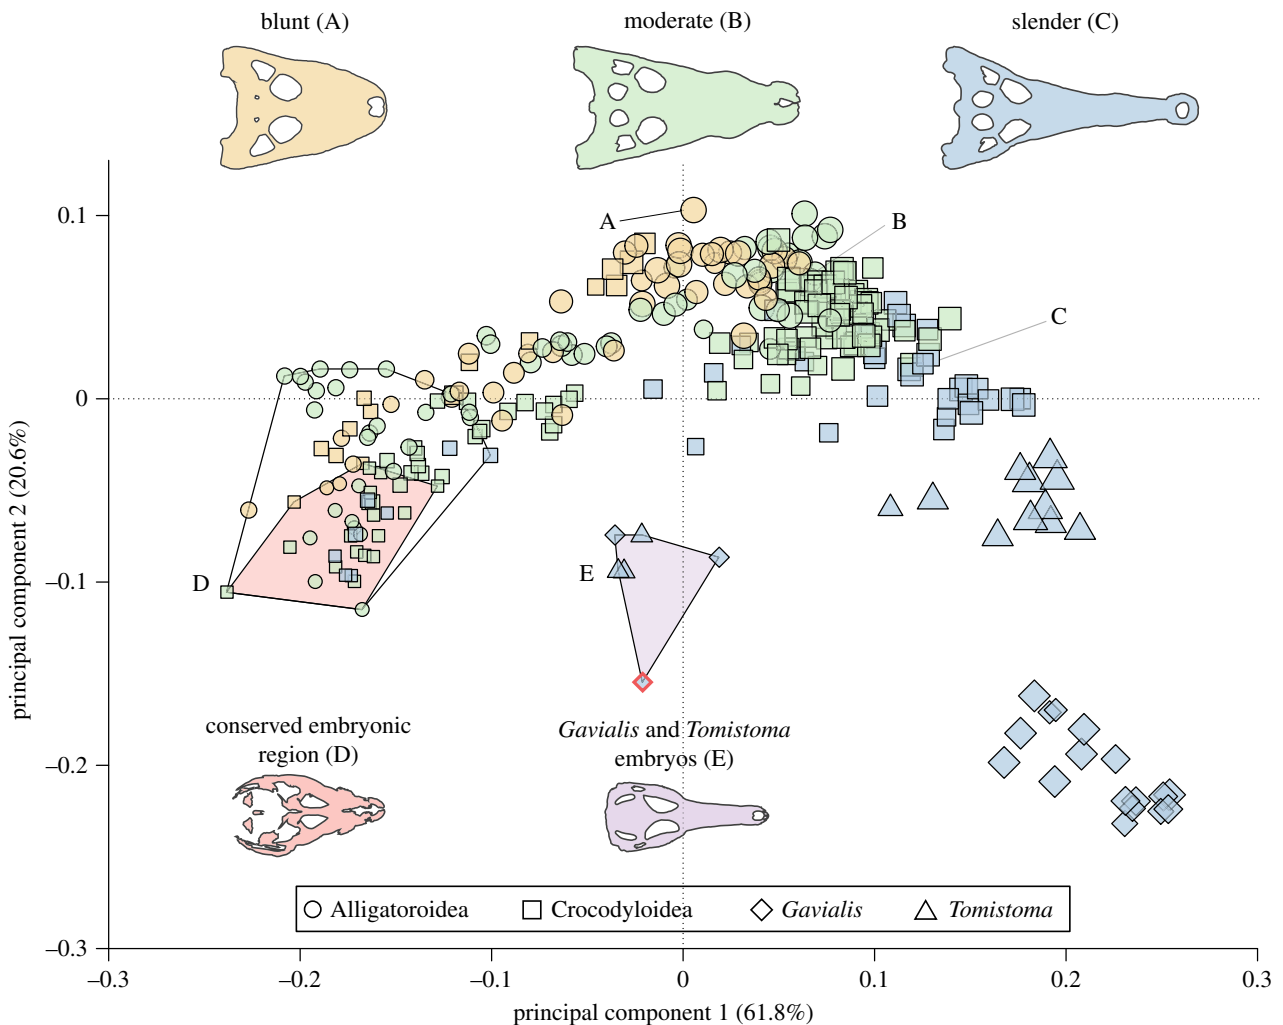 blunt (A)
moderate (B)
slender (C)
0.1
0
–0.1
–0.2
–0.3
principal component 2 (20.6%)
A
B
C
D
E
conserved embryonic
region (D)
Gavialis and Tomistoma
embryos (E)
Alligatoroidea
Crocodyloidea
Gavialis
Tomistoma
–0.3
–0.2
–0.1
0
0.1
0.2
0.3
principal component 1 (61.8%)